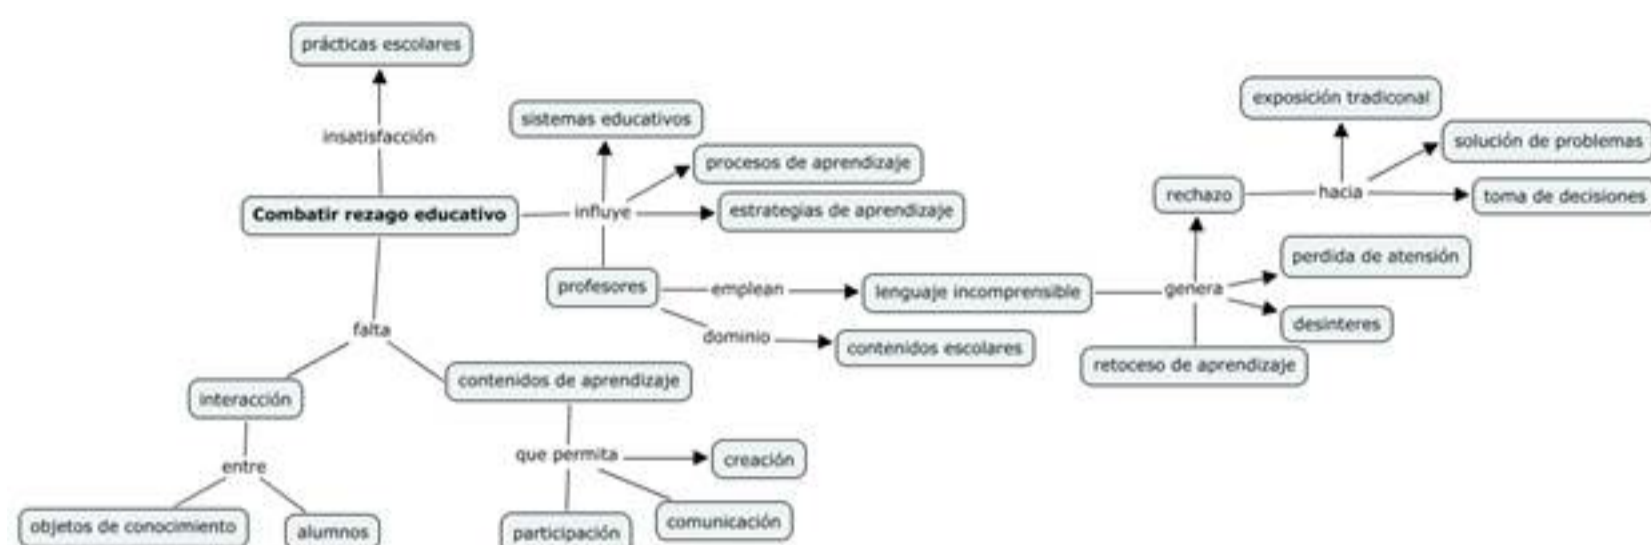 prácticas escolares
insatisfacción
Combatir rezago educativo
sistemas educativos
procesos de aprendizaje
influye
estrategias de aprendizaje
profesores
emplean
lenguaje incomprensible
dominio
contenidos escolares
genera
rechazo
hacia
exposición tradiconal
solución de problemas
toma de decisiones
perdida de atención
desinteres
retoceso de aprendizaje
falta
interacción
entre
objetos de conocimiento
alumnos
contenidos de aprendizaje
que permita
creación
comunicación
participación